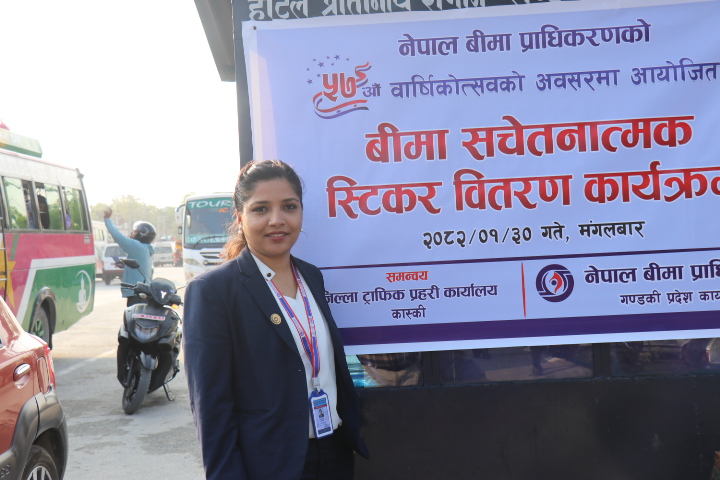 नेपाल बीमा प्राधिकरणको
५७औं वार्षिकोत्सवको अवसरमा आयोजित
बीमा सचेतनात्मक
स्टिकर वितरण
२०८२/०१/३० गते, मंगलबार
समन्वय
जिल्ला ट्राफिक प्रहरी कार्यालय
कास्की
नेपाल बीमा
गण्डकी प्रदेश
TOUR